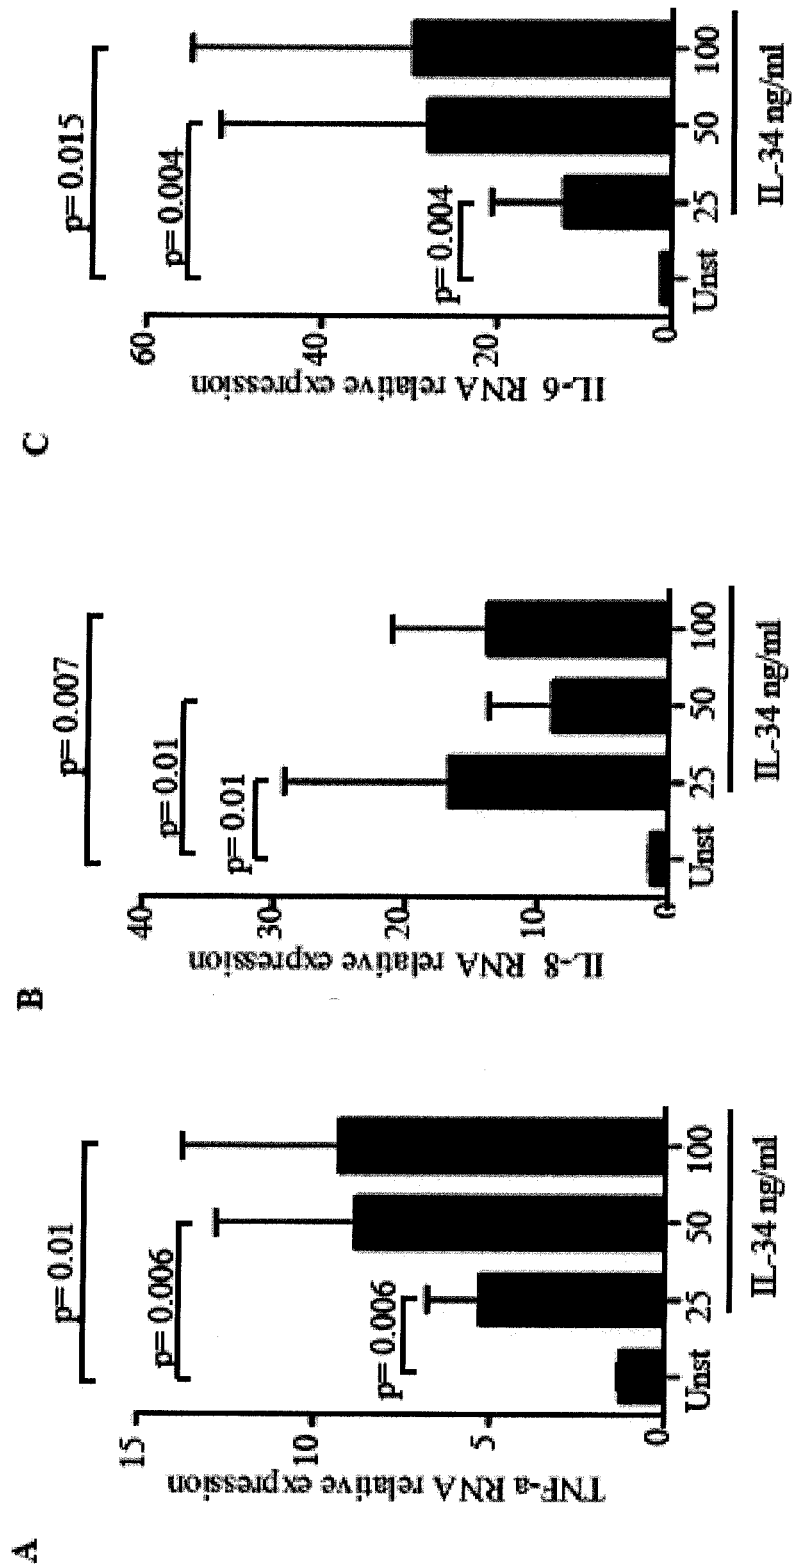 A
TNF-a RNA relative expression
15
10
5
0
p= 0.01
p= 0.006
p= 0.006
Unst 25 50 100
IL-34 ng/ml
B
IL-8 RNA relative expression
40
30
20
10
0
p= 0.007
p= 0.01
p= 0.01
Unst 25 50 100
IL-34 ng/ml
C
IL-6 RNA relative expression
60
40
20
0
p= 0.015
p= 0.004
p= 0.004
Unst 25 50 100
IL-34 ng/ml